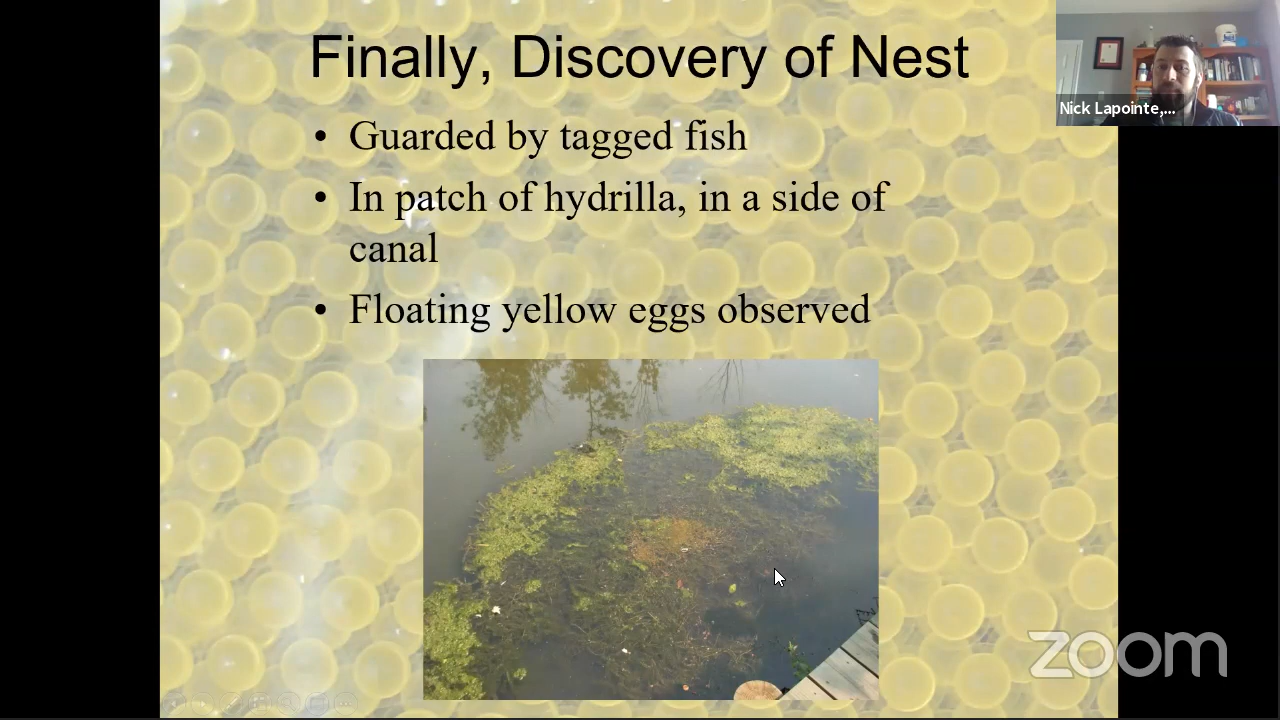 Finally, Discovery of Nest
Nick Lapointe,...
• Guarded by tagged fish
• In patch of hydrilla, in a side of
canal
• Floating yellow eggs observed
zoom